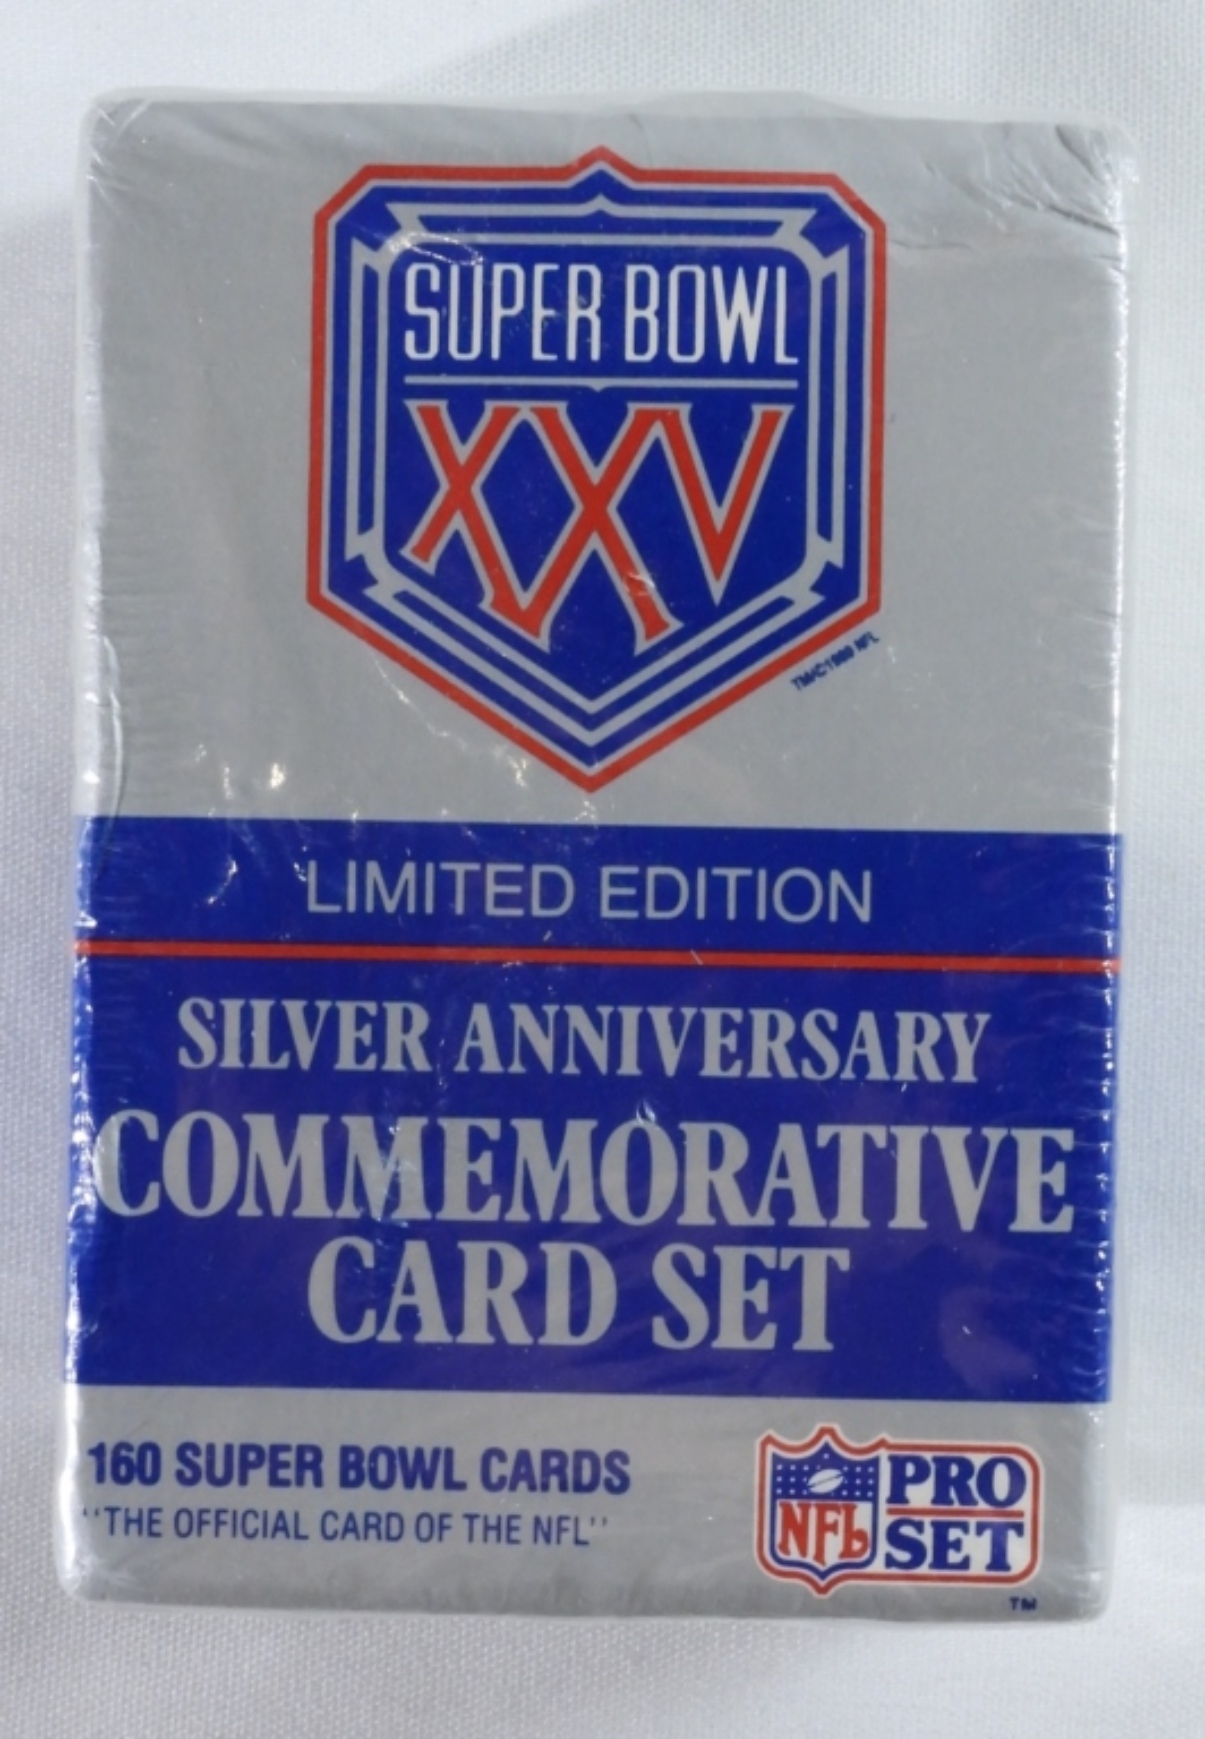 SUPER BOWL
XXV
LIMITED EDITION
SILVER ANNIVERSARY
COMMEMORATIVE
CARD SET
160 SUPER BOWL CARDS
"THE OFFICIAL CARD OF THE NFL"
NFL
PRO
SET
TM